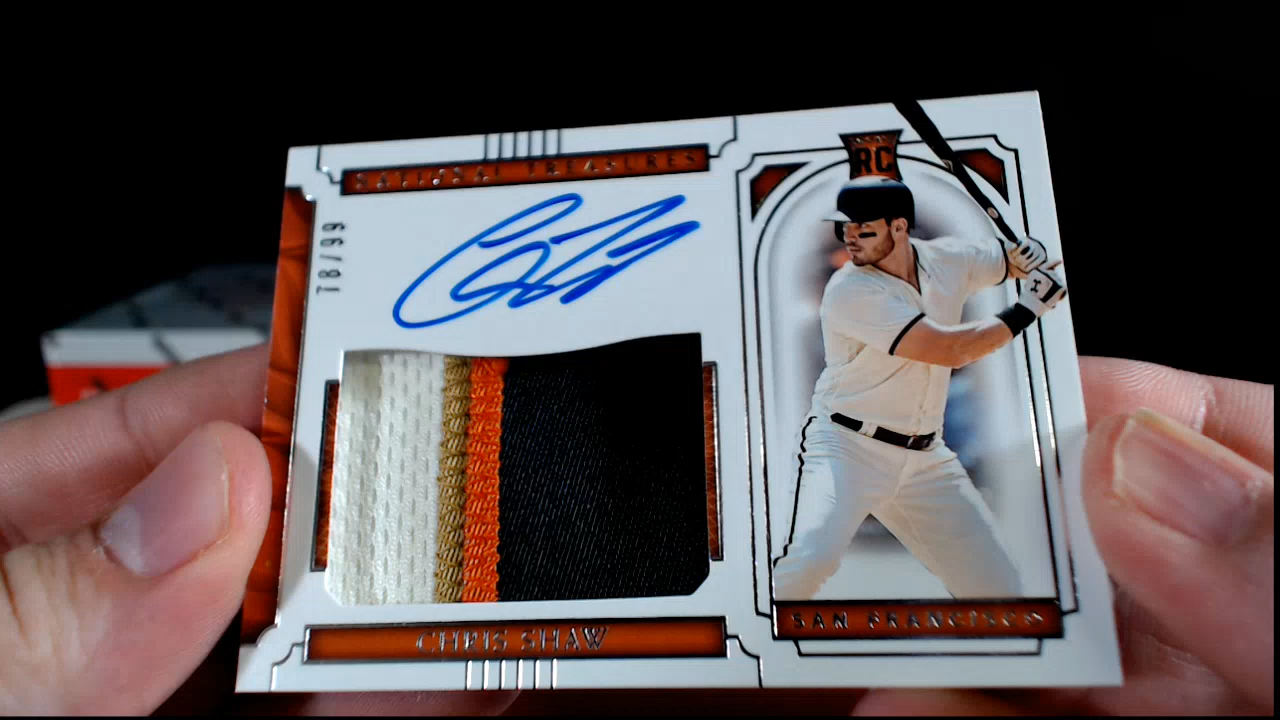 NATIONAL TREASURES
RC
78/99
CHRIS SHAW
SAN FRANCISCO